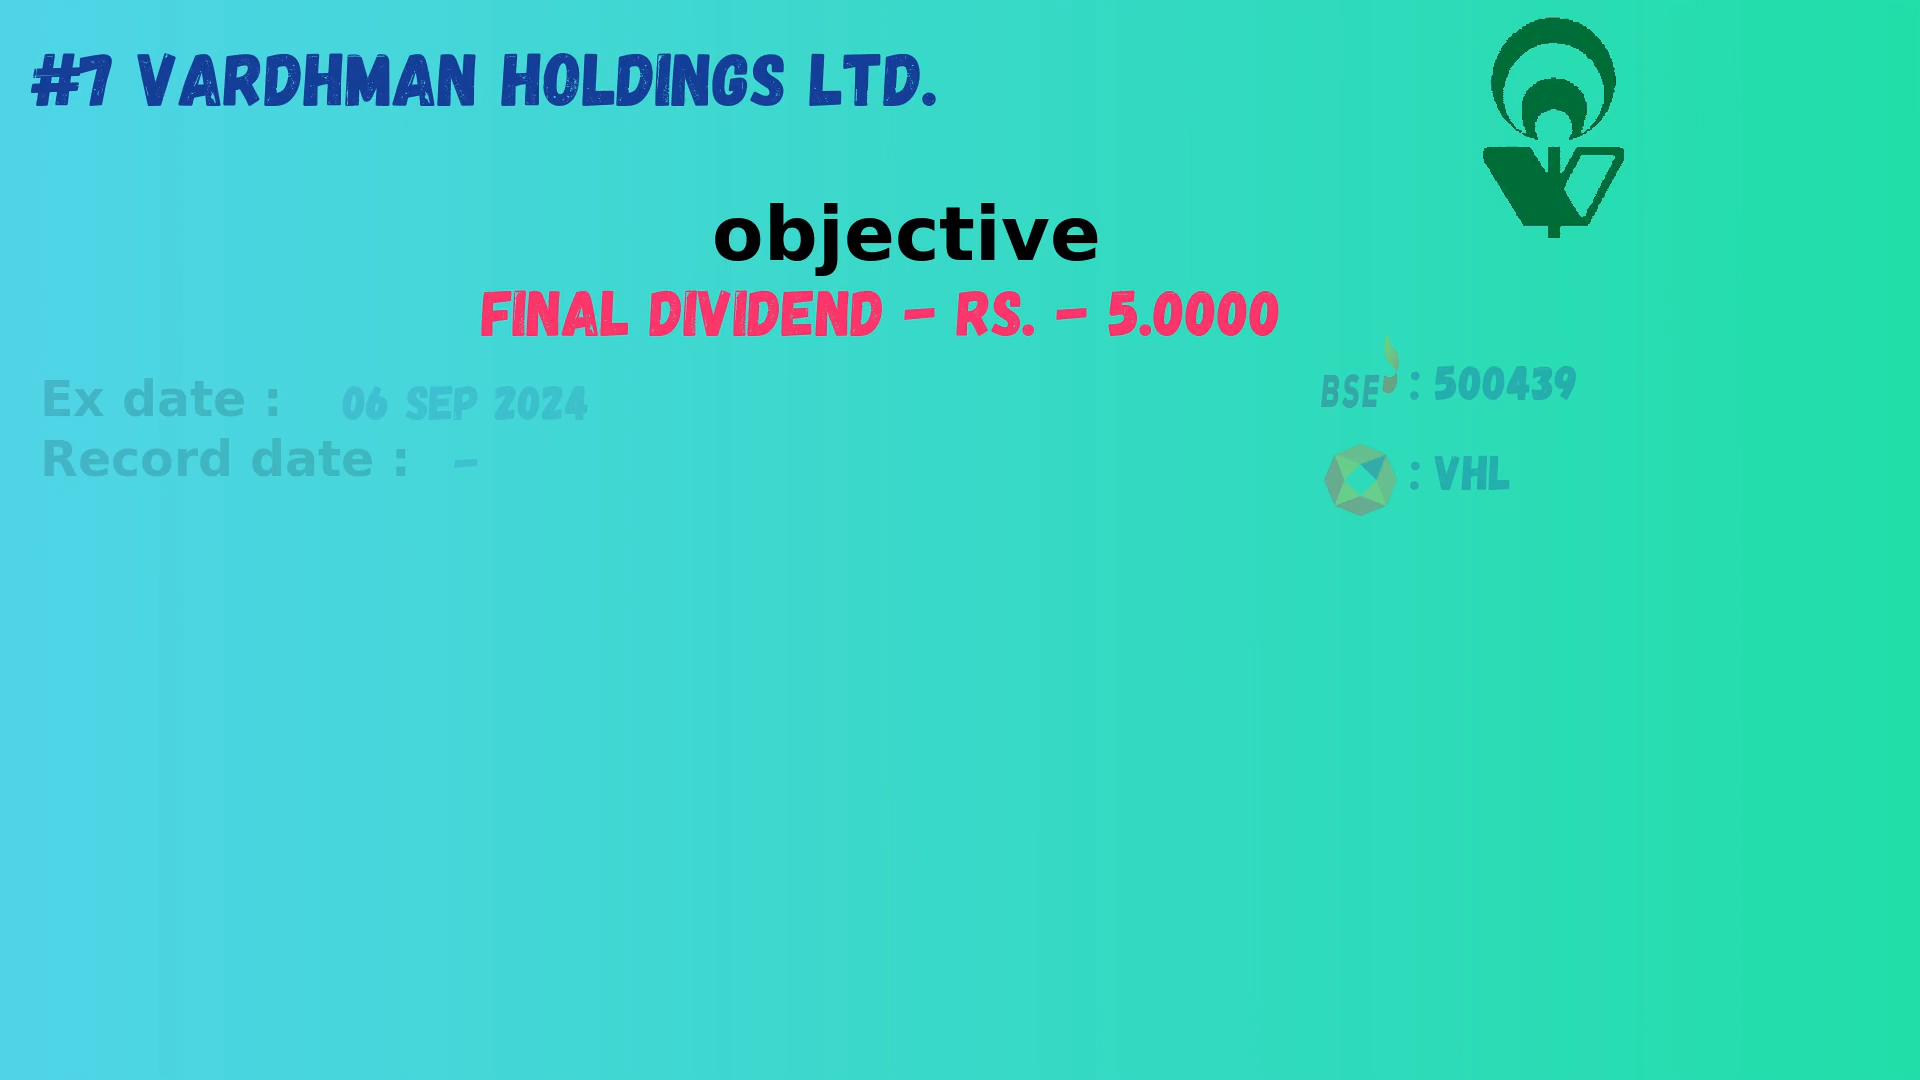 #7 VARDHMAN HOLDINGS LTD.
objective
FINAL DIVIDEND - RS. - 5.0000
Ex date : 06 SEP 2024
Record date : -
BSE : 500439
: VHL